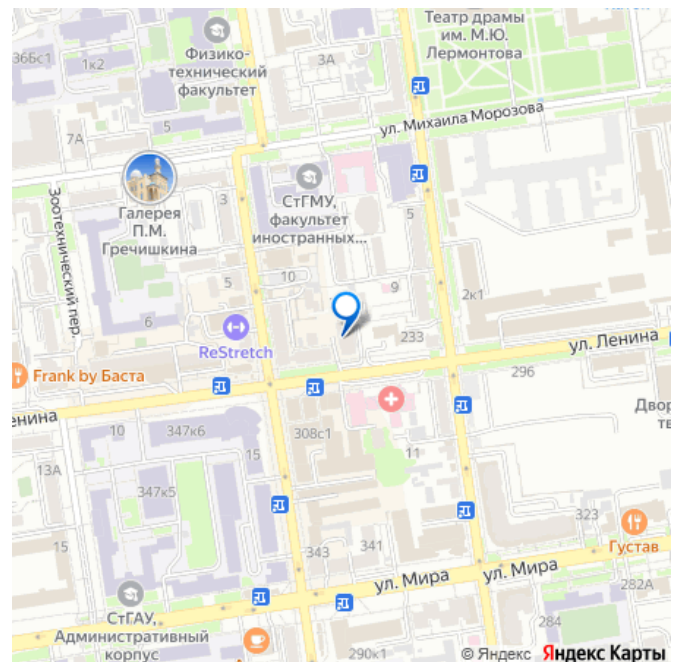 Театр драмы
им. М.Ю.
Лермонтова
Физико-
технический
факультет
36Бс1
1к2
3А
ул. Михаила Морозова
5
7А
Галерея
П.М.
Гречишкина
3
СтГМУ,
факультет
иностранных...
5
Зоотехнический пер.
5
10
9
2к1
6
ReStretch
233
ул. Ленина
Frank by Баста
296
енина
Двор
тв
10
347к6
308с1
15
11
13А
347к5
15
323
343
341
Густав
ул. Мира
ул. Мира
282А
СтГАУ,
Административный
корпус
284
290к1
© Яндекс Яндекс Карты